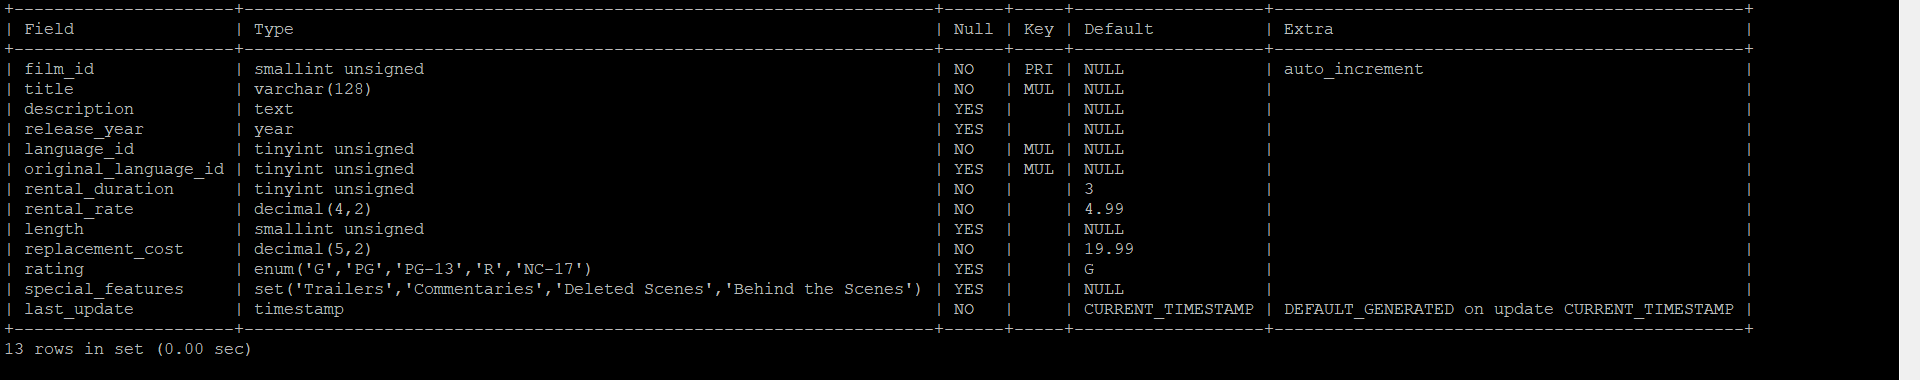 +----------------------+---------------------------------------------------------------------+------+-----+-------------------+-----------------------------------------------+
| Field                | Type                                                                | Null | Key | Default           | Extra                                         |
+----------------------+---------------------------------------------------------------------+------+-----+-------------------+-----------------------------------------------+
| film_id              | smallint unsigned                                                   | NO   | PRI | NULL              | auto_increment                                |
| title                | varchar(128)                                                        | NO   | MUL | NULL              |                                               |
| description          | text                                                                | YES  |     | NULL              |                                               |
| release_year         | year                                                                | YES  |     | NULL              |                                               |
| language_id          | tinyint unsigned                                                    | NO   | MUL | NULL              |                                               |
| original_language_id | tinyint unsigned                                                    | YES  | MUL | NULL              |                                               |
| rental_duration      | tinyint unsigned                                                    | NO   |     | 3                 |                                               |
| rental_rate          | decimal(4,2)                                                        | NO   |     | 4.99              |                                               |
| length               | smallint unsigned                                                   | YES  |     | NULL              |                                               |
| replacement_cost     | decimal(5,2)                                                        | NO   |     | 19.99             |                                               |
| rating               | enum('G','PG','PG-13','R','NC-17')                                  | YES  |     | G                 |                                               |
| special_features     | set('Trailers','Commentaries','Deleted Scenes','Behind the Scenes') | YES  |     | NULL              |                                               |
| last_update          | timestamp                                                           | NO   |     | CURRENT_TIMESTAMP | DEFAULT_GENERATED on update CURRENT_TIMESTAMP |
+----------------------+---------------------------------------------------------------------+------+-----+-------------------+-----------------------------------------------+
13 rows in set (0.00 sec)